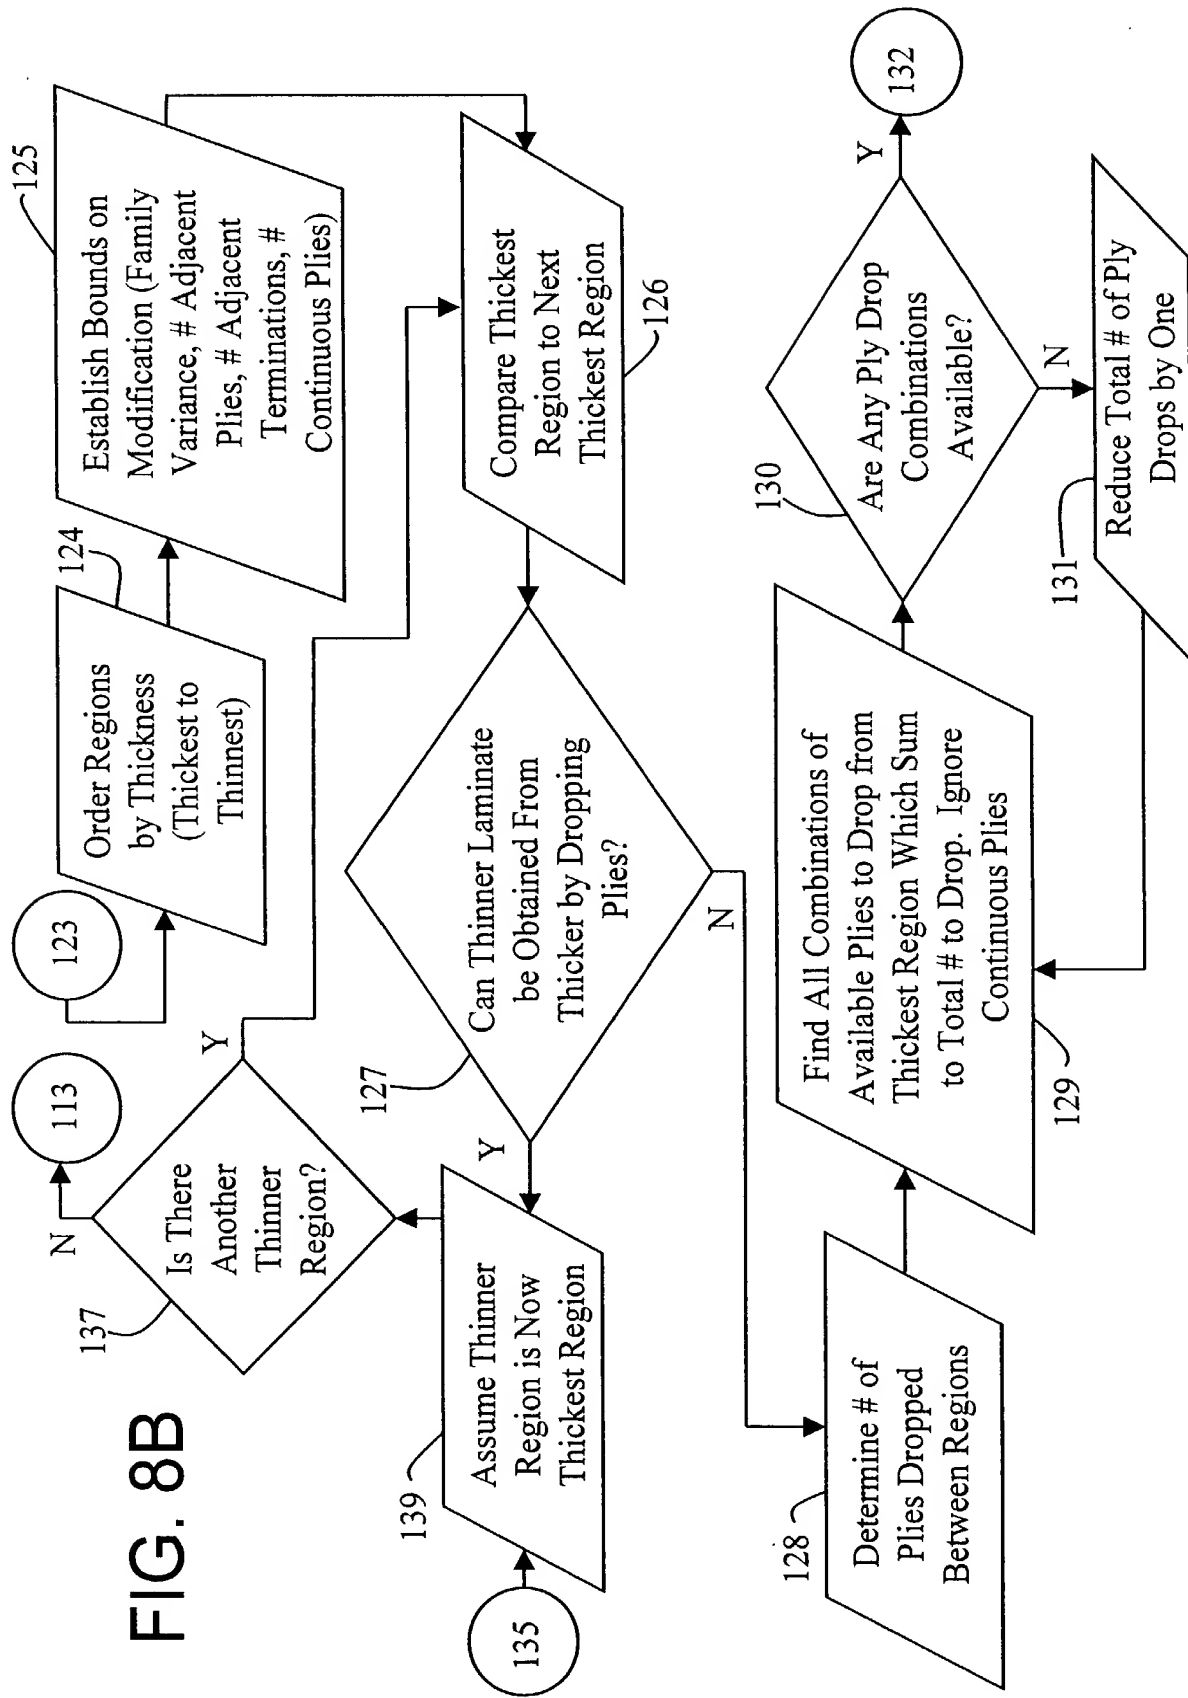 FIG. 8B
113
123
N
Y
137
Is There
Another
Thinner
Region?
Order Regions
by Thickness
(Thickest to
Thinnest)
124
Establish Bounds on
Modification (Family
Variance, # Adjacent
Plies, # Adjacent
Terminations, #
Continuous Plies)
125
135
139
Assume Thinner
Region is Now
Thickest Region
Y
127
Can Thinner Laminate
be Obtained From
Thicker by Dropping
Plies?
N
Compare Thickest
Region to Next
Thickest Region
126
128
Determine # of
Plies Dropped
Between Regions
Find All Combinations of
Available Plies to Drop from
Thickest Region Which Sum
to Total # to Drop. Ignore
Continuous Plies
129
130
Are Any Ply Drop
Combinations
Available?
Y
132
N
131
Reduce Total # of Ply
Drops by One